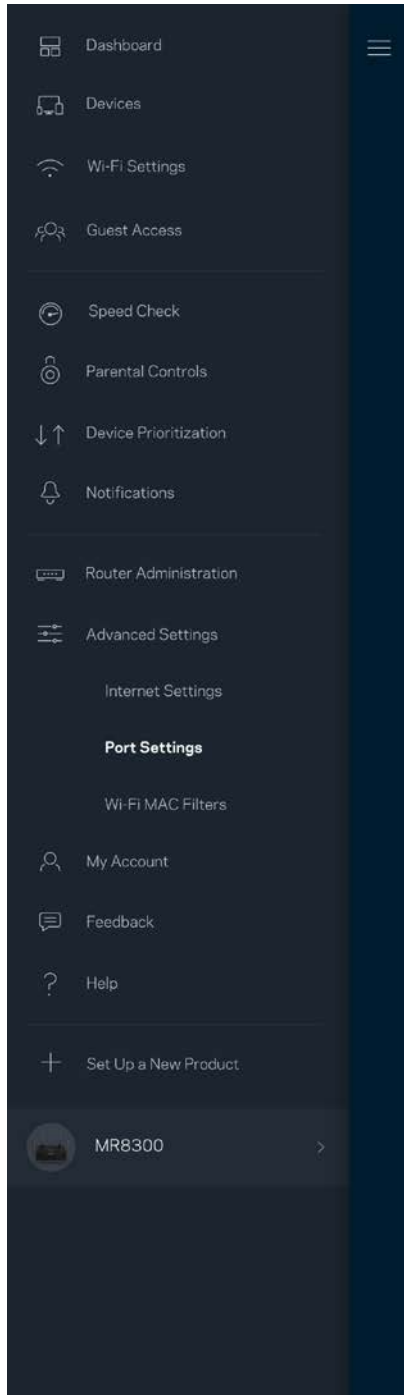 Dashboard
Devices
Wi-Fi Settings
Guest Access
Speed Check
Parental Controls
Device Prioritization
Notifications
Router Administration
Advanced Settings
Internet Settings
Port Settings
Wi-Fi MAC Filters
My Account
Feedback
Help
Set Up a New Product
MR8300